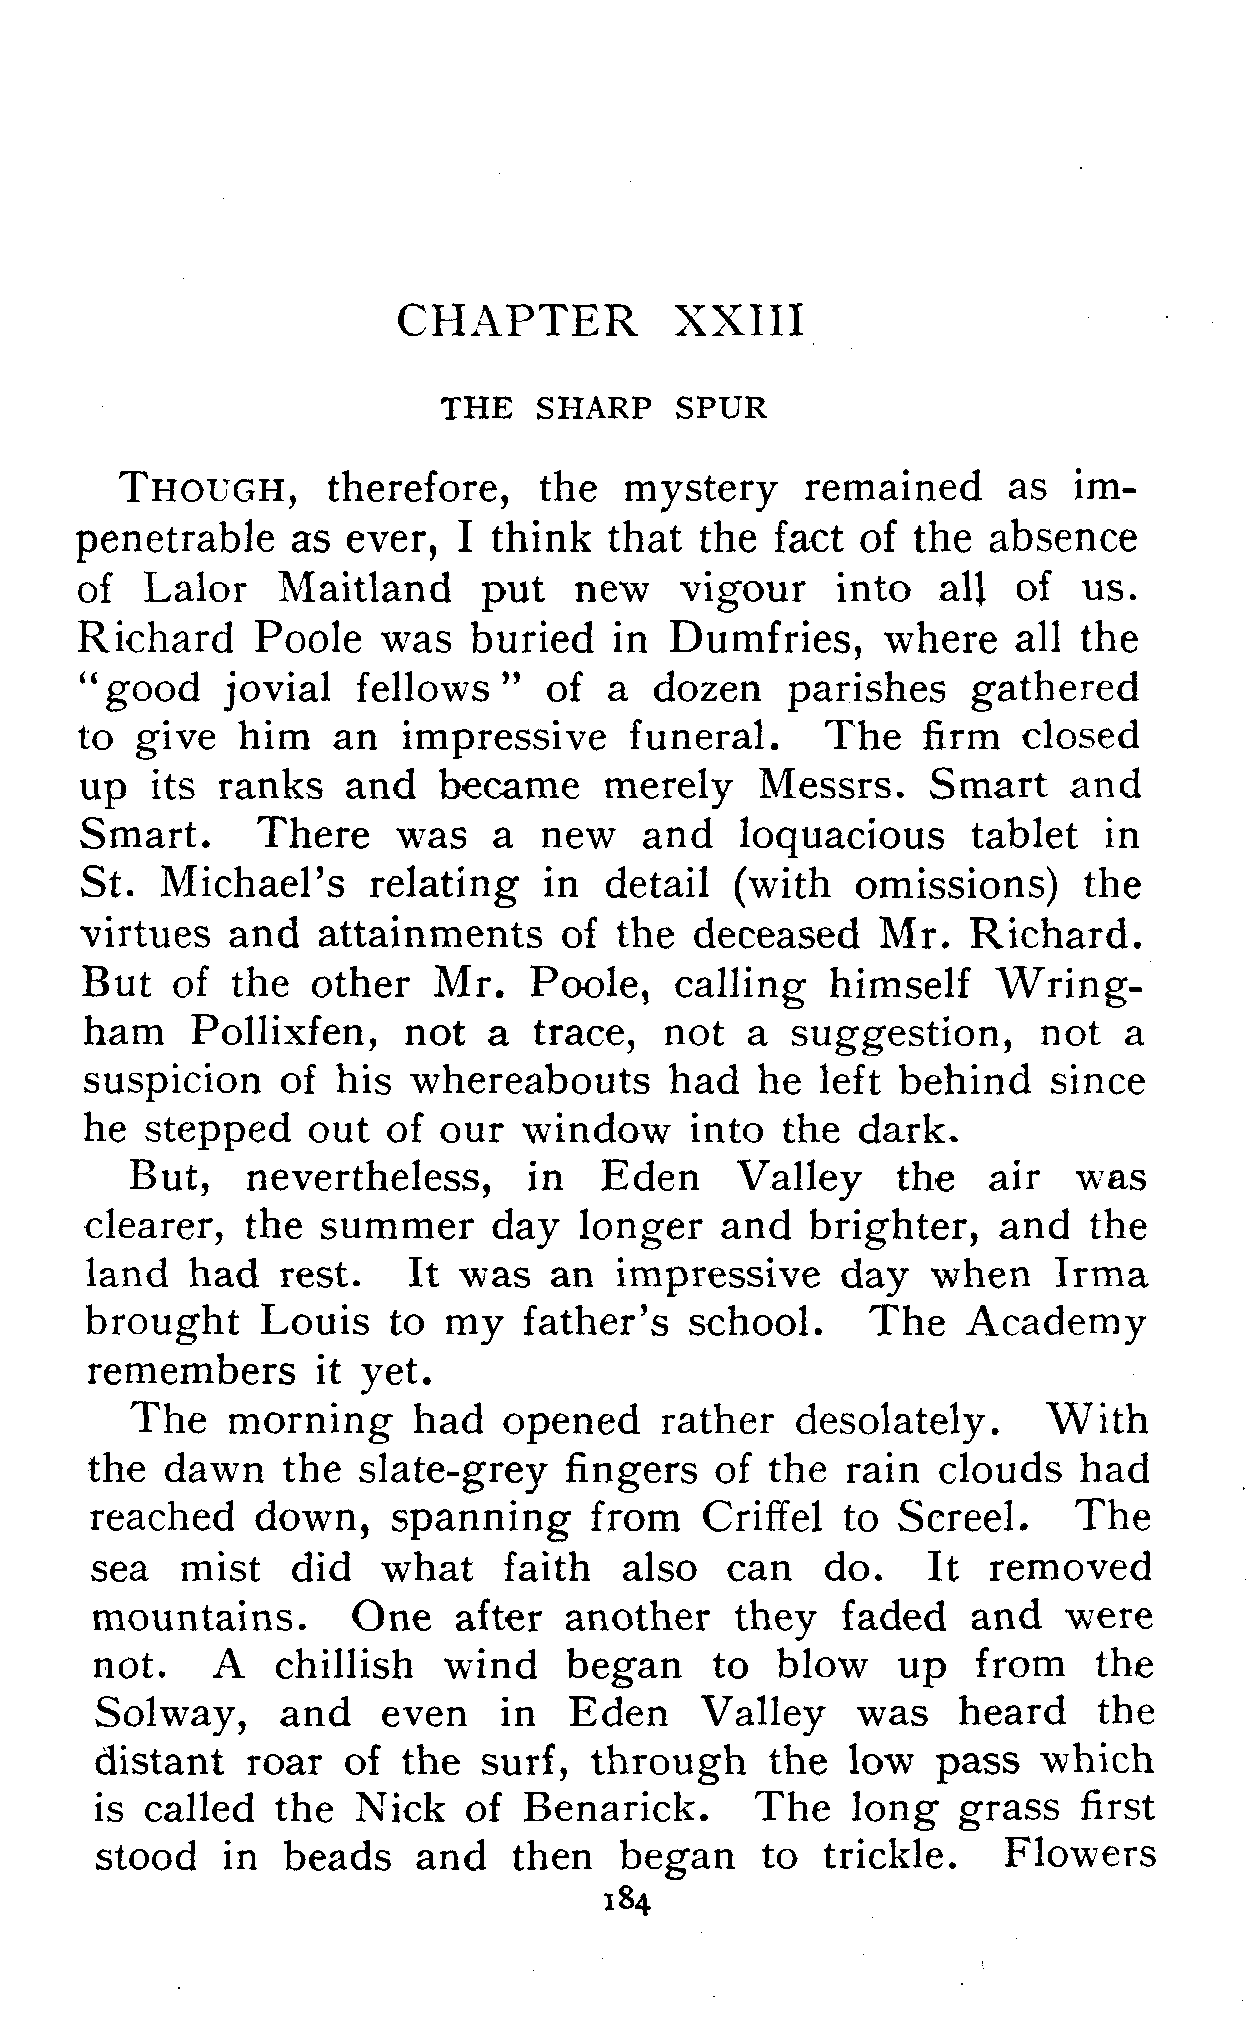 CHAPTER XXIII
THE SHARP SPUR
THOUGH, therefore, the mystery remained as im-
penetrable as ever, I think that the fact of the absence
of Lalor Maitland put new vigour into all of us.
Richard Poole was buried in Dumfries, where all the
“good jovial fellows” of a dozen parishes gathered
to give him an impressive funeral. The firm closed
up its ranks and became merely Messrs. Smart and
Smart. There was a new and loquacious tablet in
St. Michael's relating in detail (with omissions) the
virtues and attainments of the deceased Mr. Richard.
But of the other Mr. Poole, calling himself Wring-
ham Pollixfen, not a trace, not a suggestion, not a
suspicion of his whereabouts had he left behind since
he stepped out of our window into the dark.
But, nevertheless, in Eden Valley the air was
clearer, the summer day longer and brighter, and the
land had rest. It was an impressive day when Irma
brought Louis to my father's school. The Academy
remembers it yet.
The morning had opened rather desolately. With
the dawn the slate-grey fingers of the rain clouds had
reached down, spanning from Criffel to Screel. The
sea mist did what faith also can do. It removed
mountains. One after another they faded and were
not. A chillish wind began to blow up from the
Solway, and even in Eden Valley was heard the
distant roar of the surf, through the low pass which
is called the Nick of Benarick. The long grass first
stood in beads and then began to trickle. Flowers
184